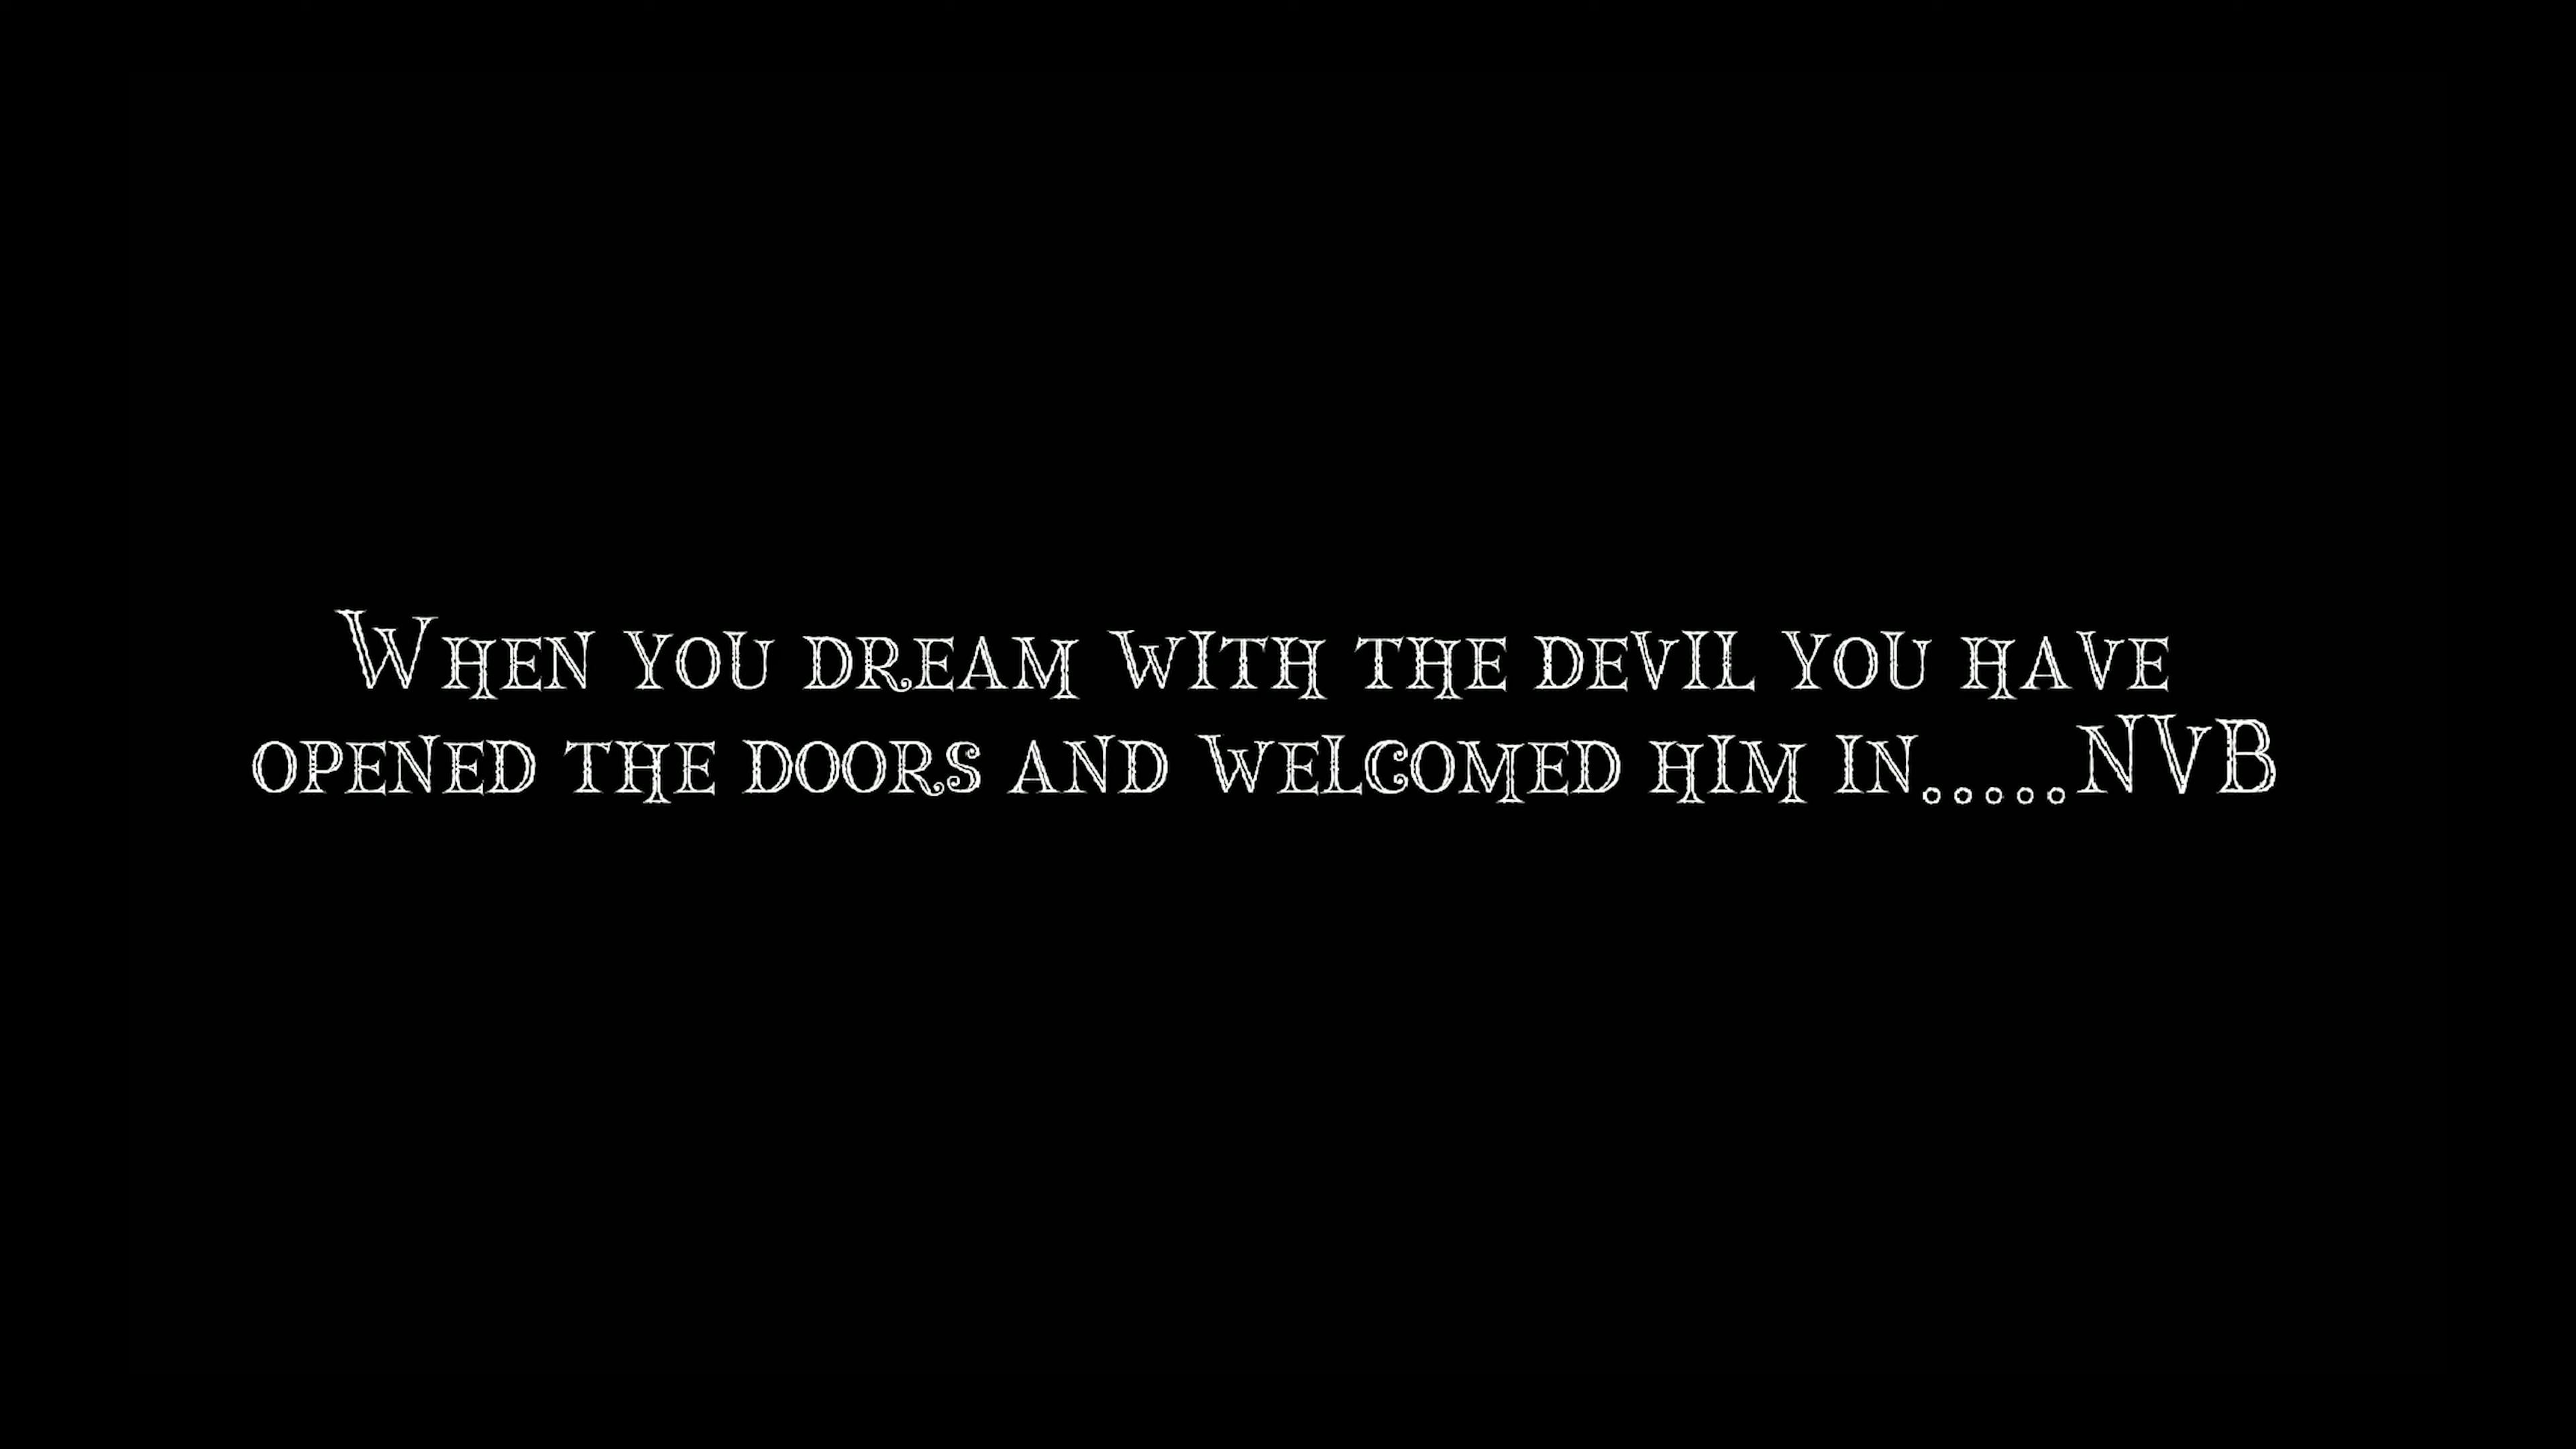 When you dream with the devil you have
opened the doors and welcomed him in.....NVB